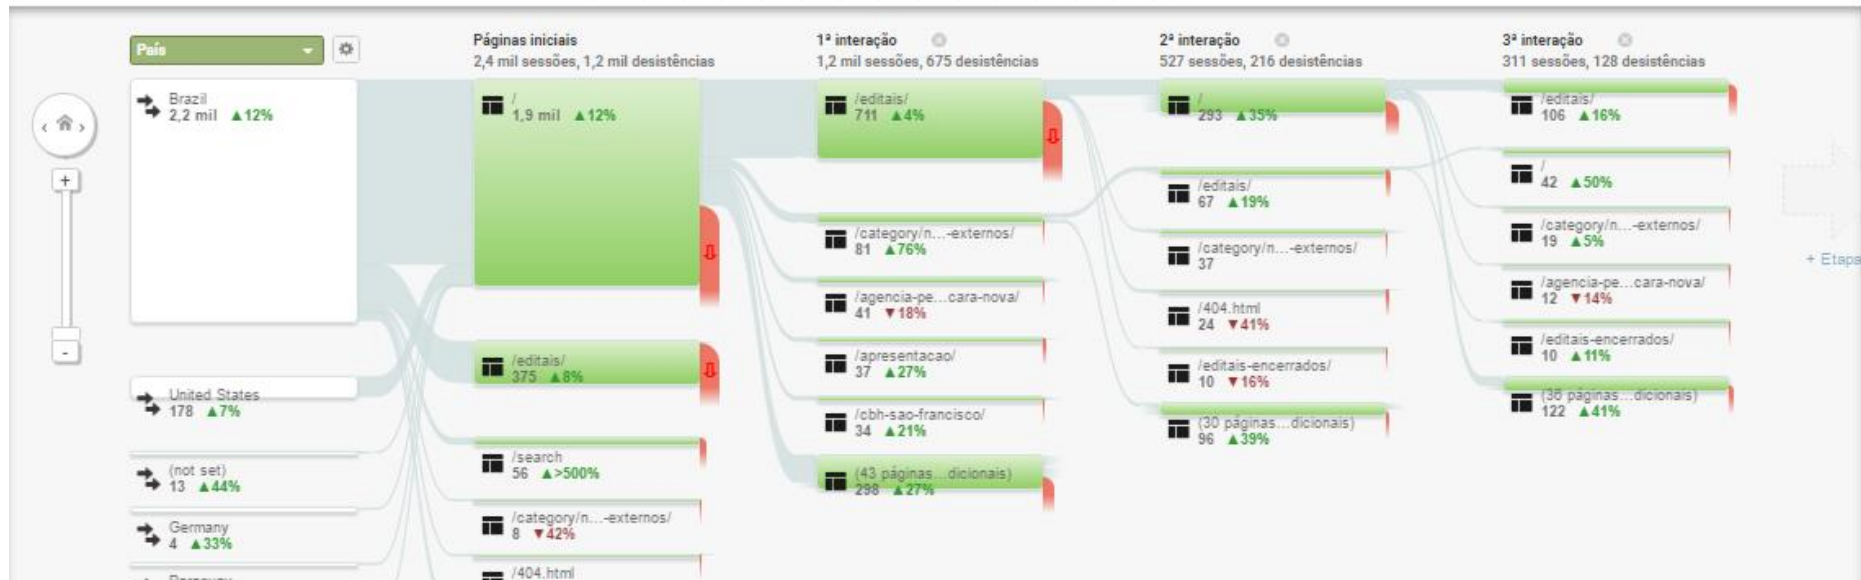 País
Brazil
2,2 mil ▲12%
United States
178 ▲7%
(not set)
13 ▲44%
Germany
4 ▲33%
Paraguay
+
-
Páginas iniciais
2,4 mil sessões, 1,2 mil desistências
/
1,9 mil ▲12%
/editais/
375 ▲8%
/search
56 ▲>500%
/category/n...-externos/
8 ▼42%
/404.html
1ª interação
1,2 mil sessões, 675 desistências
/editais/
711 ▲4%
/category/n...-externos/
81 ▲76%
/agencia-pe...cara-nova/
41 ▼18%
/apresentacao/
37 ▲27%
/cbh-sao-francisco/
34 ▲21%
(43 páginas...dicionais)
298 ▲27%
2ª interação
527 sessões, 216 desistências
/
293 ▲35%
/editais/
67 ▲19%
/category/n...-externos/
37
/404.html
24 ▼41%
/editais-encerrados/
10 ▼16%
(30 páginas...dicionais)
96 ▲39%
3ª interação
311 sessões, 128 desistências
/editais/
106 ▲16%
/
42 ▲50%
/category/n...-externos/
19 ▲5%
/agencia-pe...cara-nova/
12 ▼14%
/editais-encerrados/
10 ▲11%
(36 páginas...dicionais)
122 ▲41%
+ Etapa